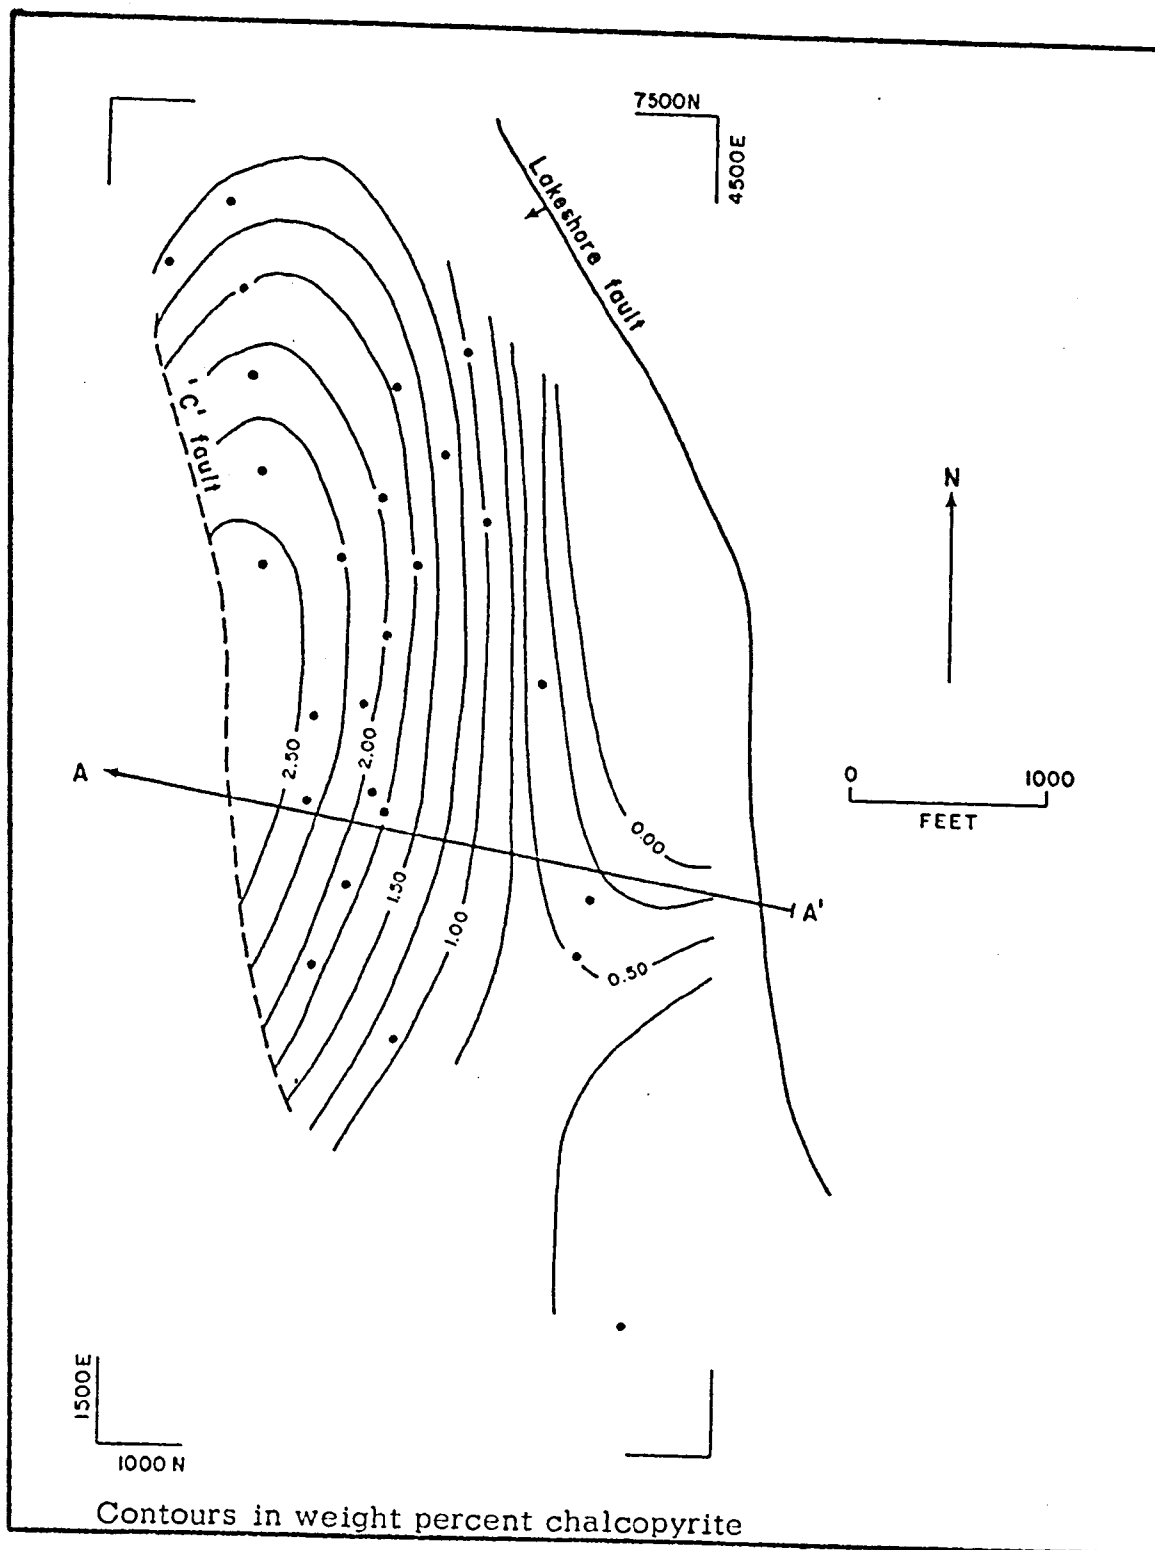 7500N
4500E
Lakeshore fault
'C' fault
N
A
2.50
2.00
0
1000
FEET
0.00
1.50
1.00
A'
0.50
1500E
1000 N
Contours in weight percent chalcopyrite